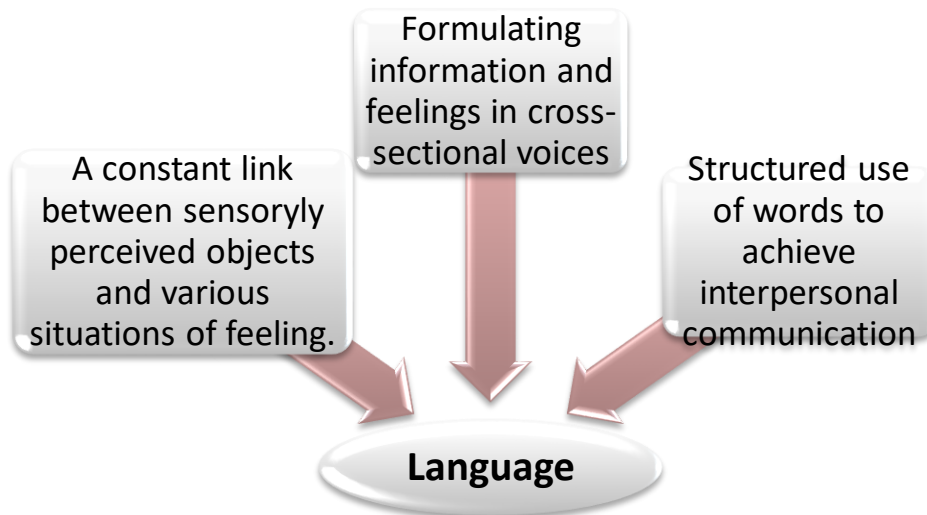 A constant link
between sensoryly
perceived objects
and various
situations of feeling.
Formulating
information and
feelings in cross-
sectional voices
Structured use
of words to
achieve
interpersonal
communication
Language